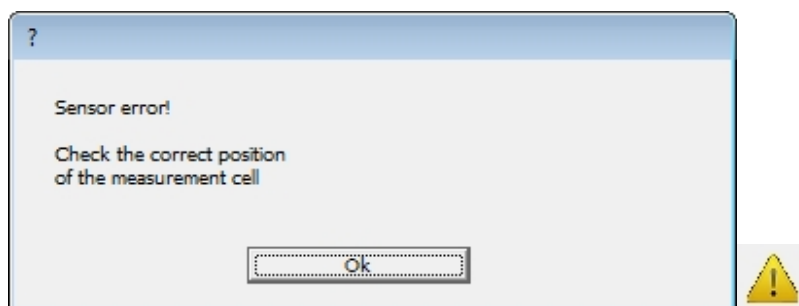 ?
Sensor error!
Check the correct position
of the measurement cell
Ok